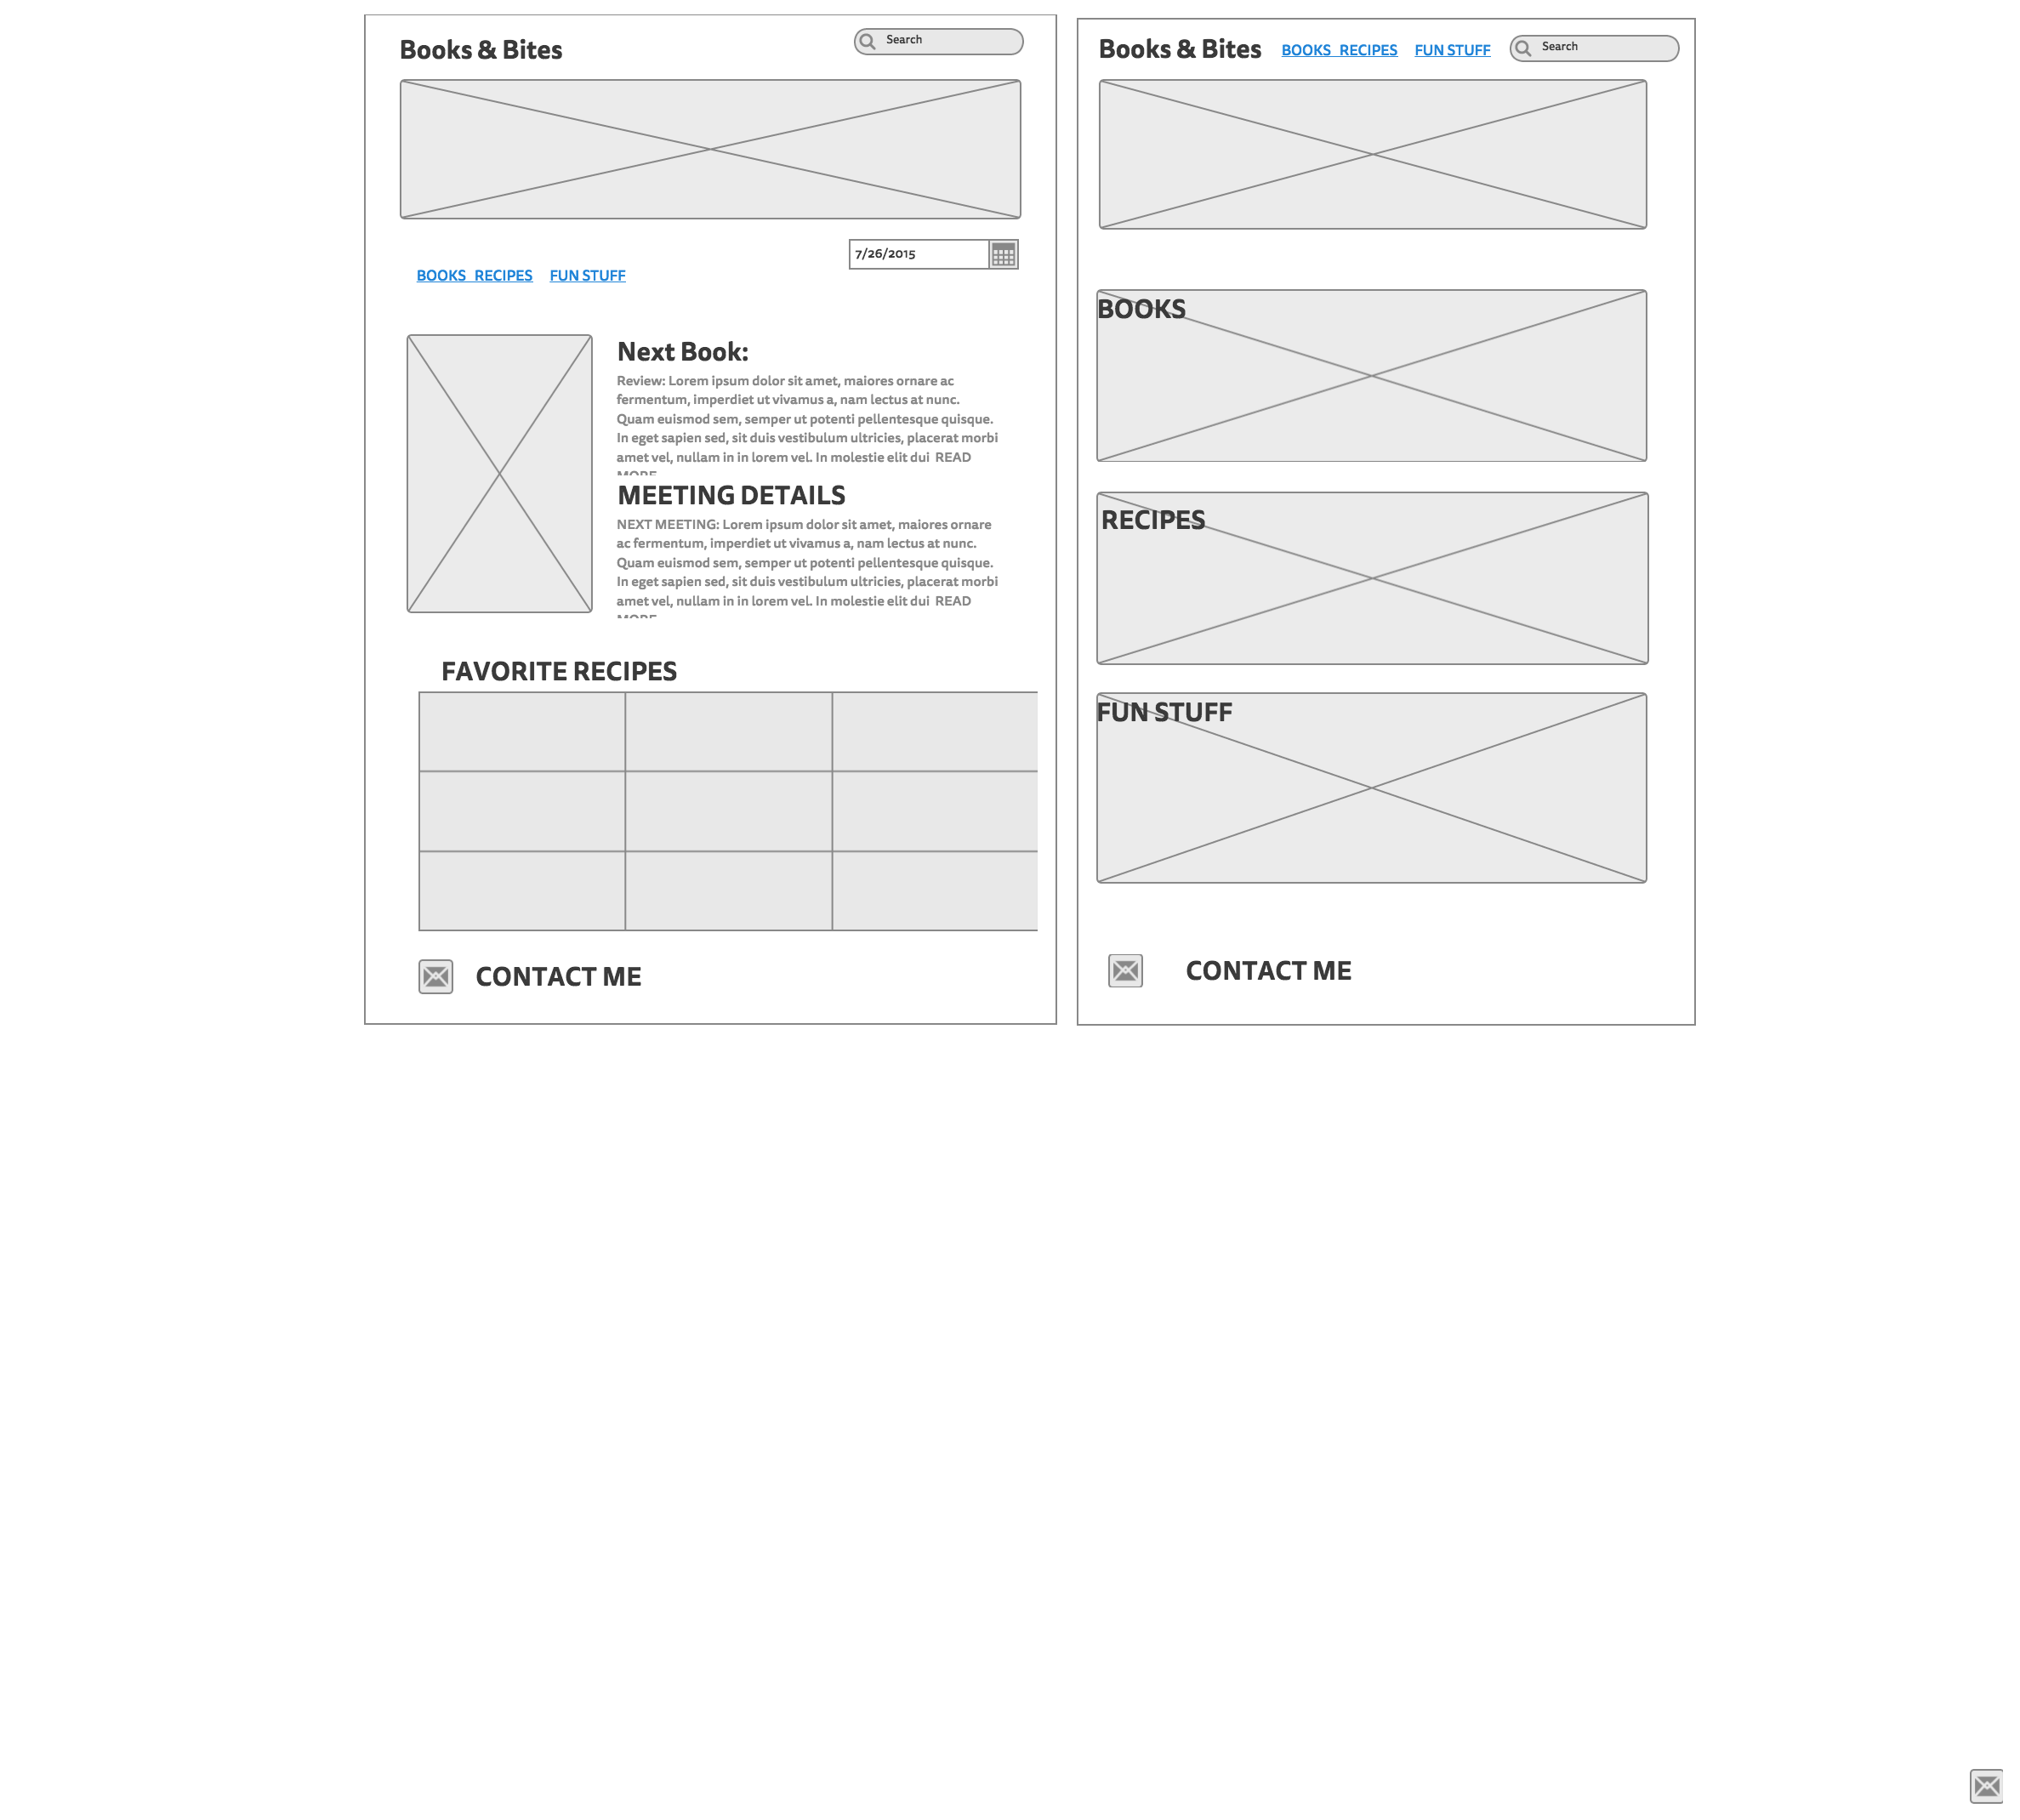 Books & Bites
Search
7/26/2015
BOOKS RECIPES FUN STUFF
Next Book:
Review: Lorem ipsum dolor sit amet, maiores ornare ac
fermentum, imperdiet ut vivamus a, nam lectus at nunc.
Quam euismod sem, semper ut potenti pellentesque quisque.
In eget sapien sed, sit duis vestibulum ultricies, placerat morbi
amet vel, nullam in in lorem vel. In molestie elit dui READ
MORE
MEETING DETAILS
NEXT MEETING: Lorem ipsum dolor sit amet, maiores ornare
ac fermentum, imperdiet ut vivamus a, nam lectus at nunc.
Quam euismod sem, semper ut potenti pellentesque quisque.
In eget sapien sed, sit duis vestibulum ultricies, placerat morbi
amet vel, nullam in in lorem vel. In molestie elit dui READ
MORE
FAVORITE RECIPES
CONTACT ME
Books & Bites BOOKS RECIPES FUN STUFF Search
BOOKS
RECIPES
FUN STUFF
CONTACT ME